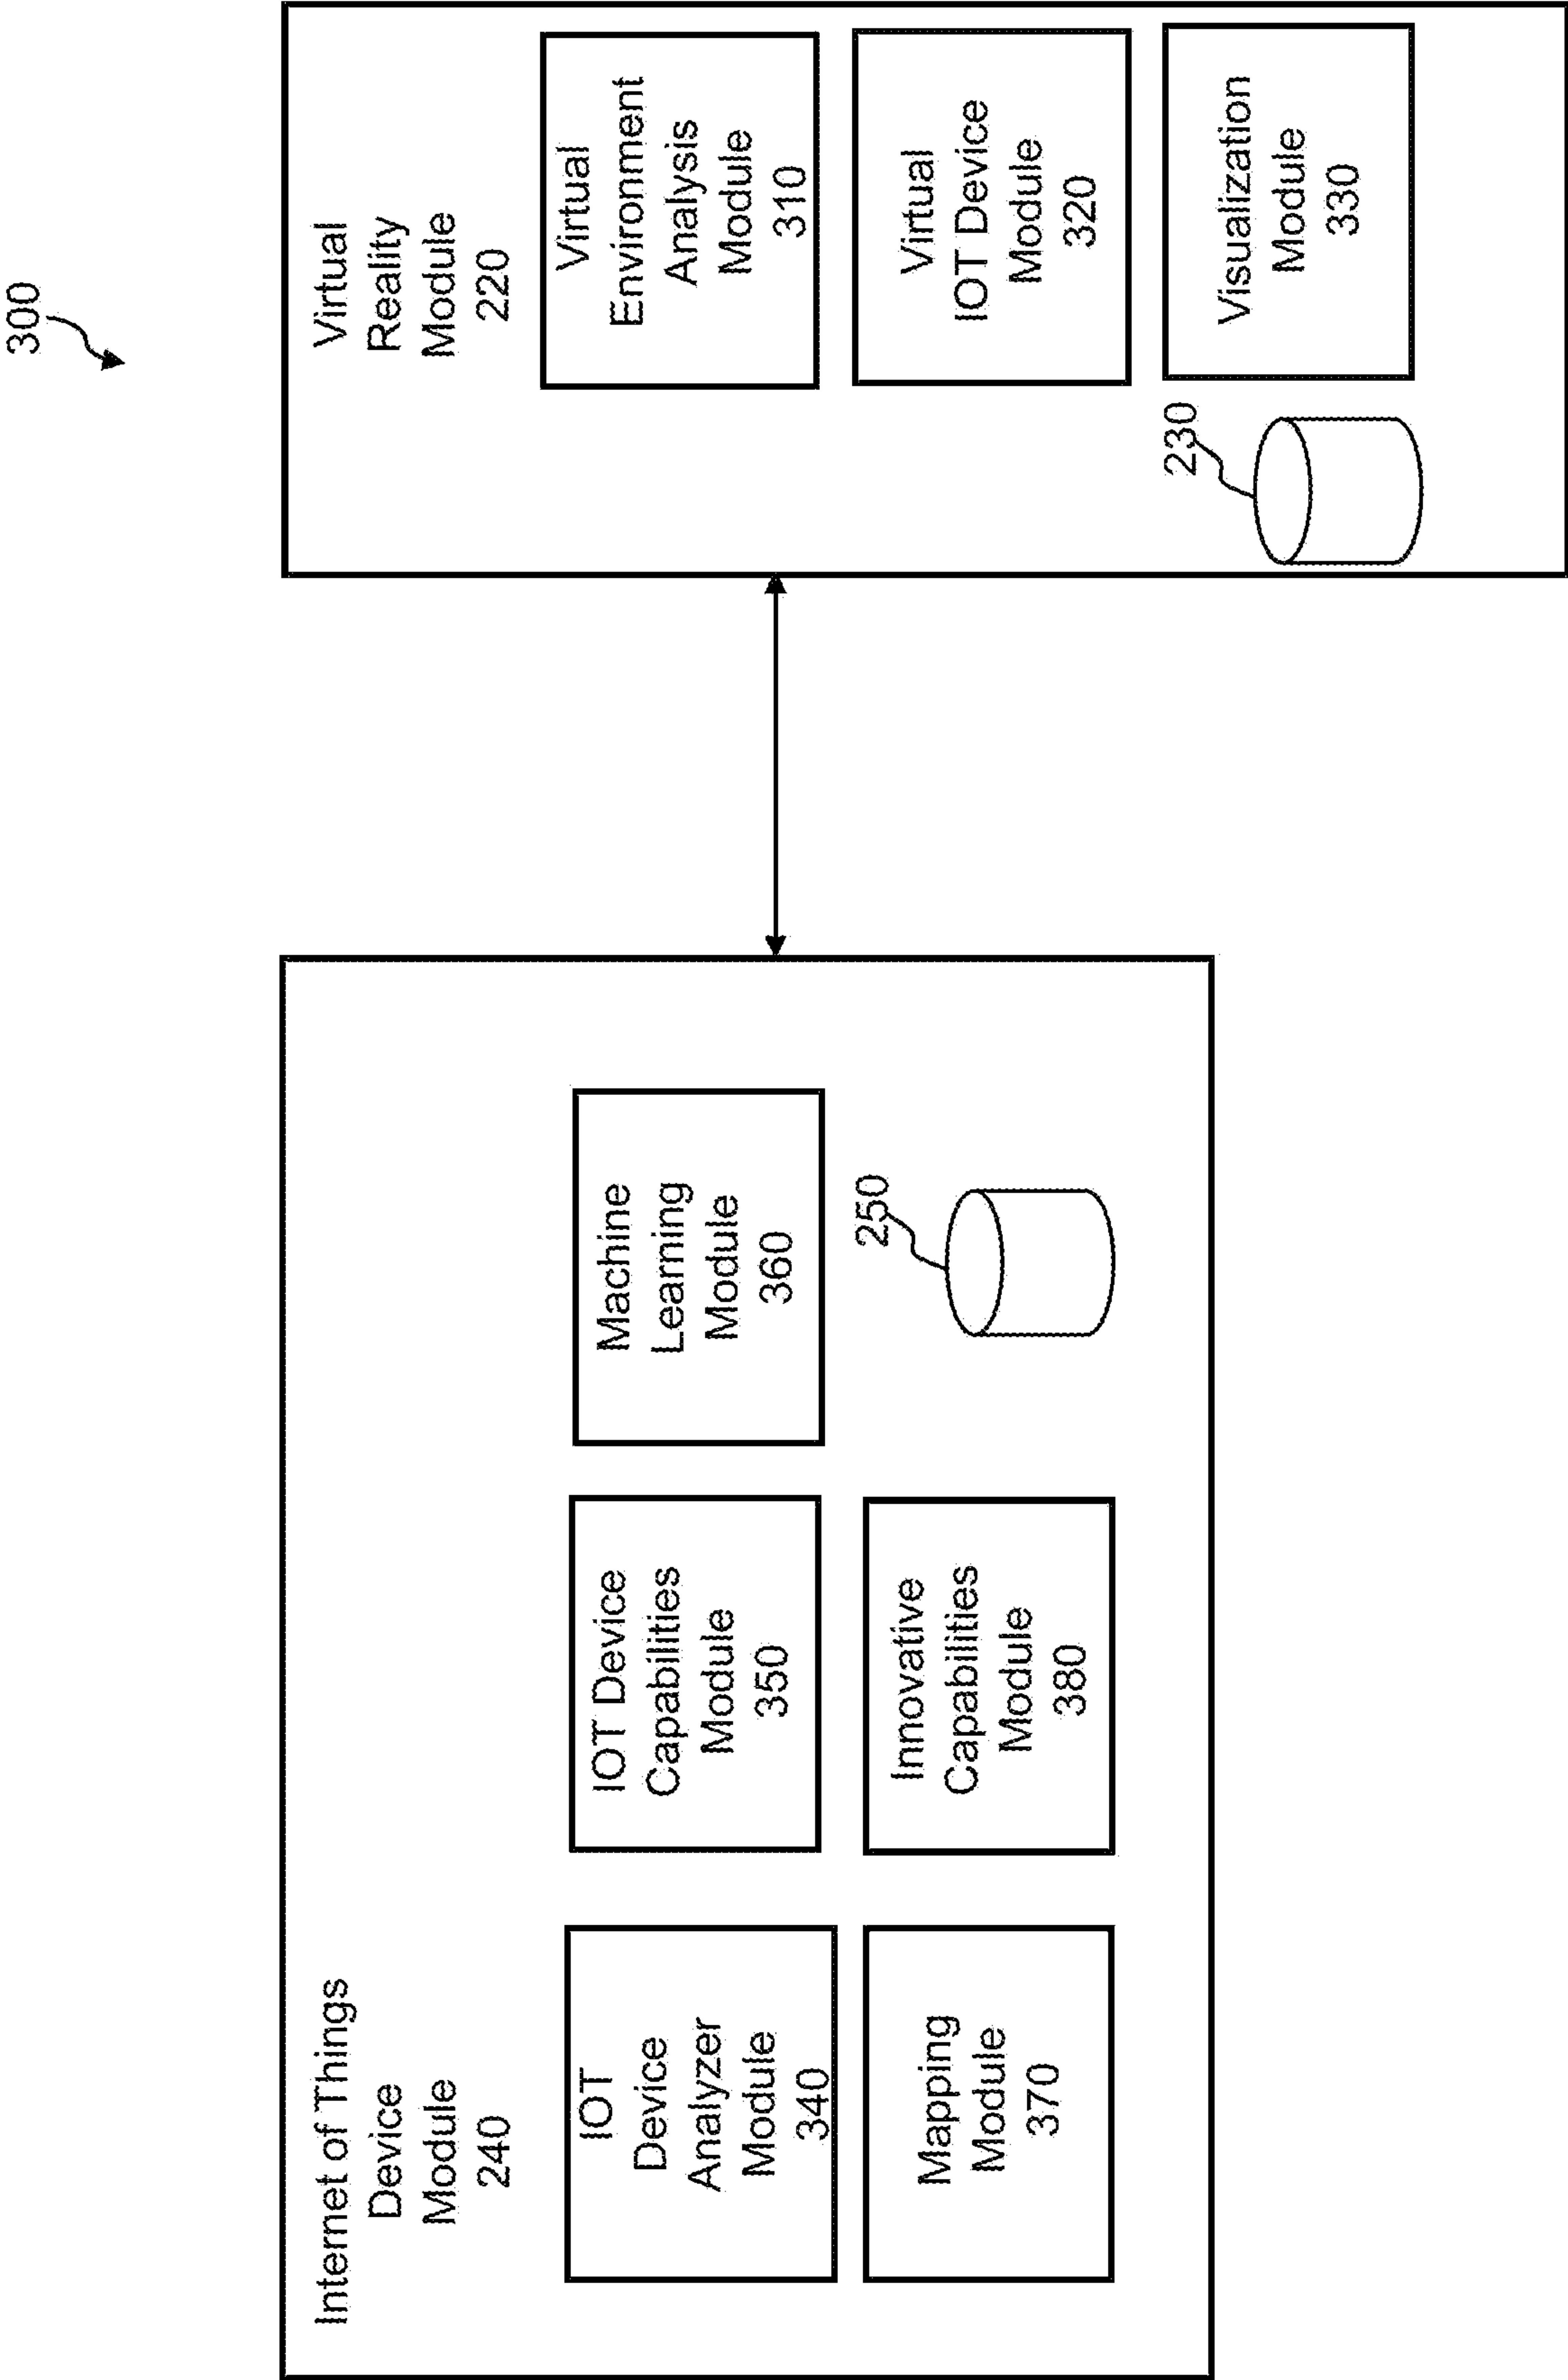 300
Internet of Things
Device
Module
240
IOT
Device
Analyzer
Module
340
IOT Device
Capabilities
Module
350
Machine
Learning
Module
360
Mapping
Module
370
Innovative
Capabilities
Module
380
250
Virtual
Reality
Module
220
Virtual
Environment
Analysis
Module
310
Virtual
IOT Device
Module
320
230
Visualization
Module
330